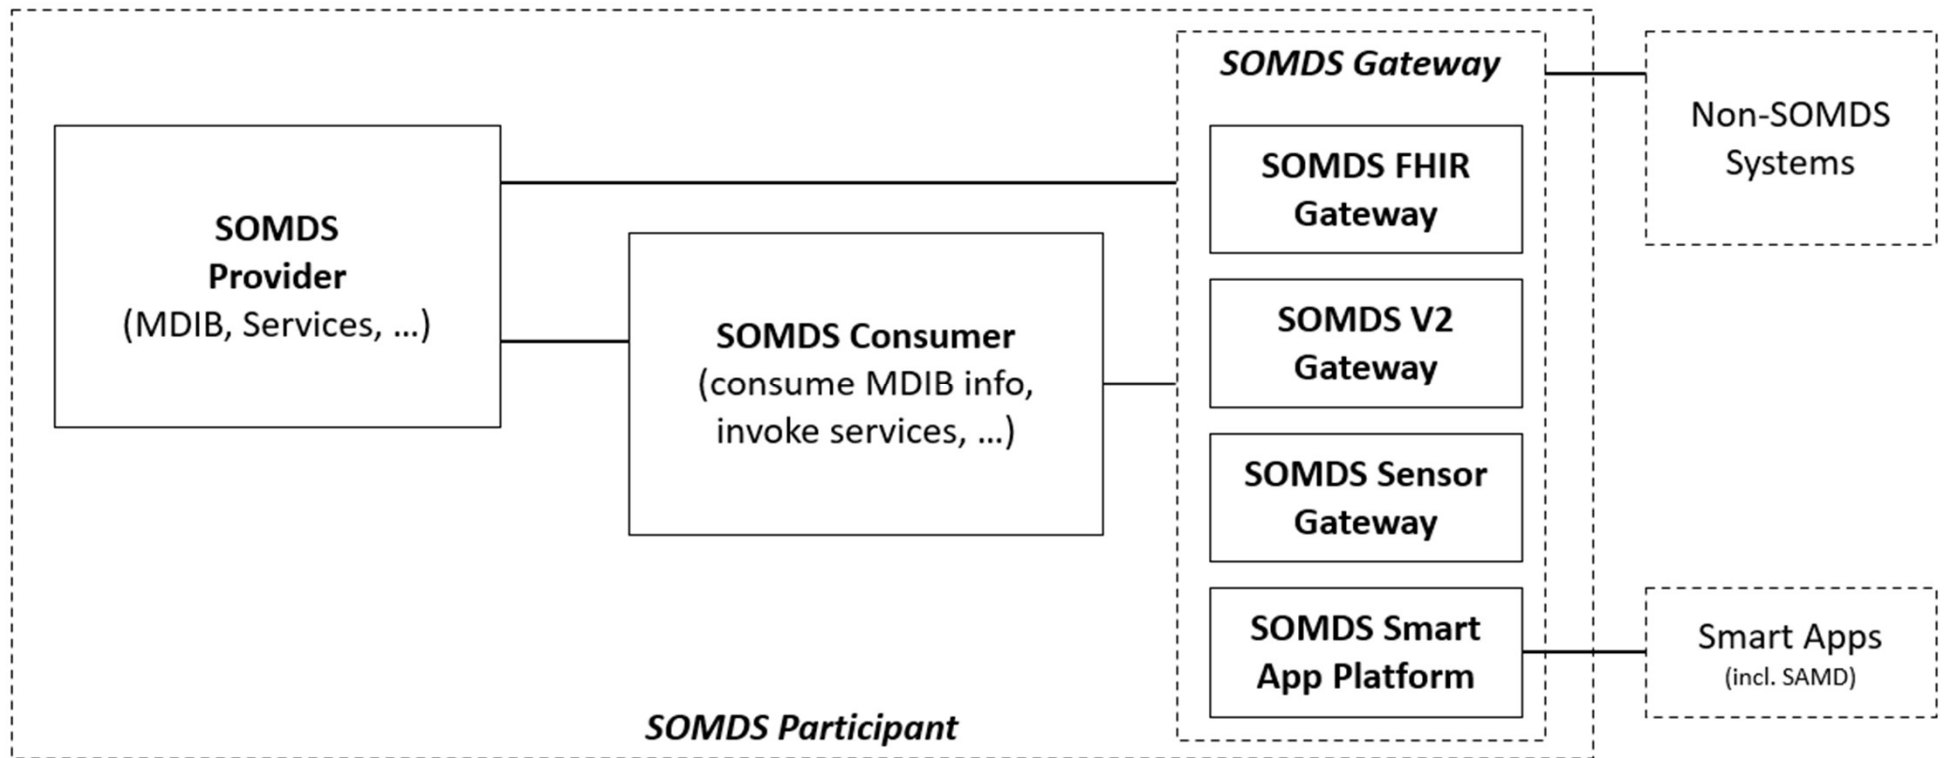 SOMDS Gateway
Non-SOMDS
Systems
SOMDS FHIR
Gateway
SOMDS
Provider
(MDIB, Services, ...)
SOMDS Consumer
(consume MDIB info,
invoke services, ...)
SOMDS V2
Gateway
SOMDS Sensor
Gateway
SOMDS Smart
App Platform
Smart Apps
(incl. SAMD)
SOMDS Participant